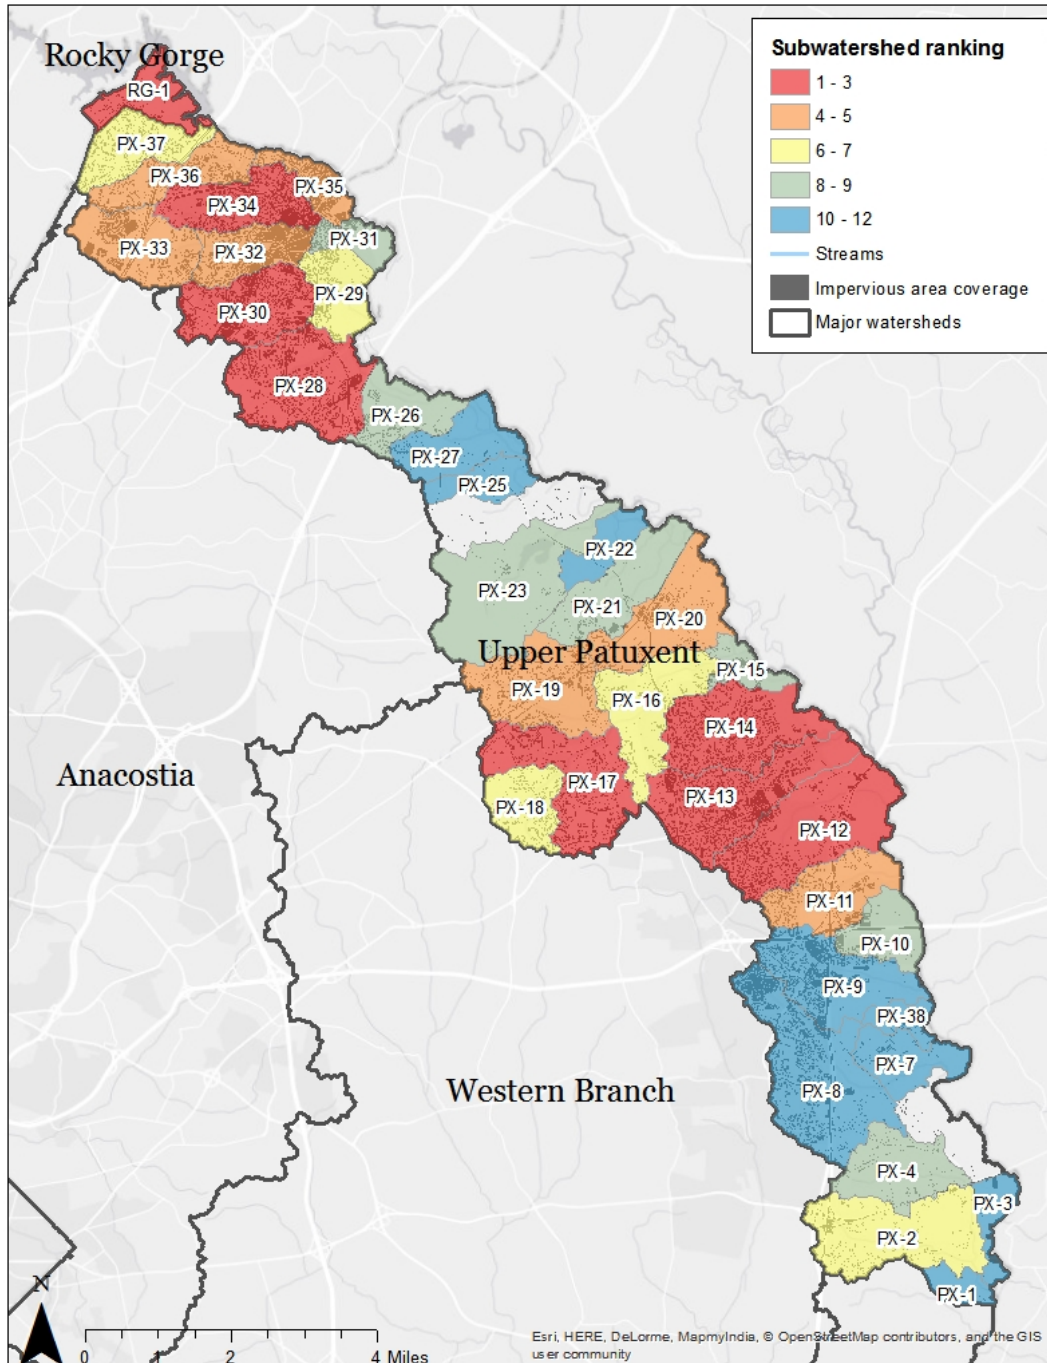 Rocky Gorge
RG-1
PX-37
PX-36
PX-35
PX-34
PX-33
PX-32
PX-31
PX-30
PX-29
PX-28
PX-26
PX-27
PX-25
PX-22
PX-23
PX-21
PX-20
Upper Patuxent
PX-15
PX-19
PX-16
PX-14
Anacostia
PX-17
PX-13
PX-18
PX-12
PX-11
PX-10
PX-9
PX-38
PX-7
Western Branch
PX-8
PX-4
PX-3
PX-2
PX-1
Subwatershed ranking
1 - 3
4 - 5
6 - 7
8 - 9
10 - 12
Streams
Impervious area coverage
Major watersheds
N
0 1 2 4 Miles
Esri, HERE, DeLorme, MapmyIndia, © OpenStreetMap contributors, and the GIS
user community